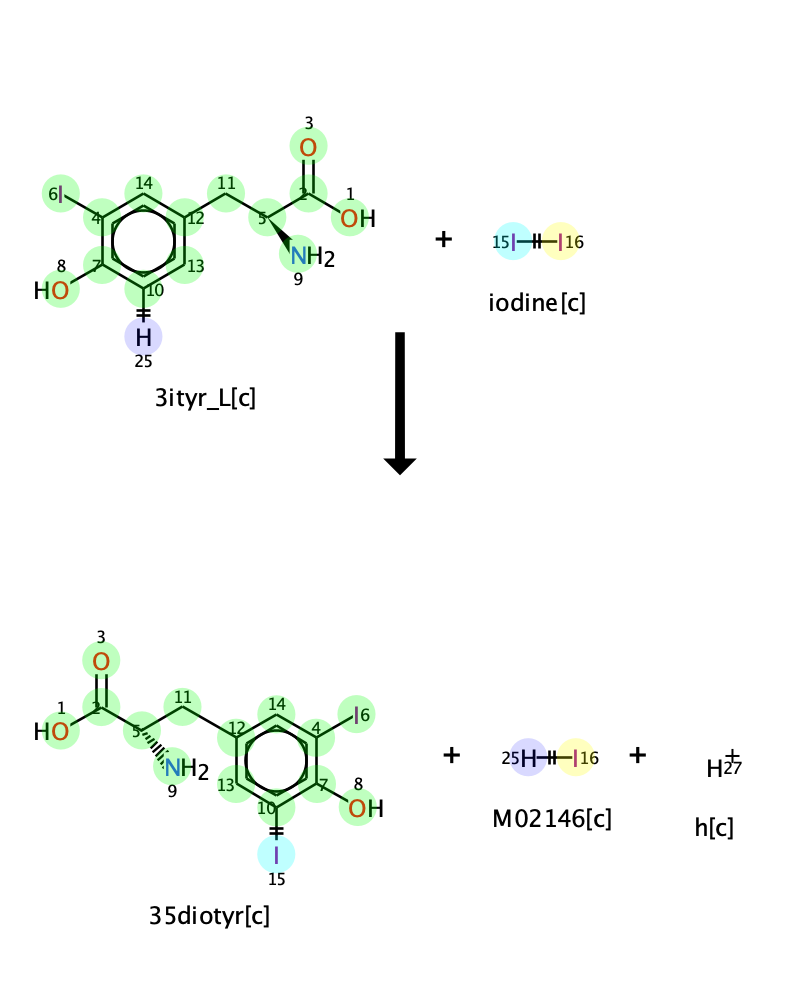 3
O
14 11 2 1
6 I OH
4 12 5
+ 15 I I 16
8 7 13 NH2
HO 10 9
iodine[c]
H
25
3ityr_L[c]
3
O
1 2 11 14 I 6
HO 5 12 4
+ 25 H I 16 + H + 27
NH2 13 7 8
9 10 OH
M02146[c] h[c]
I
15
35diotyr[c]